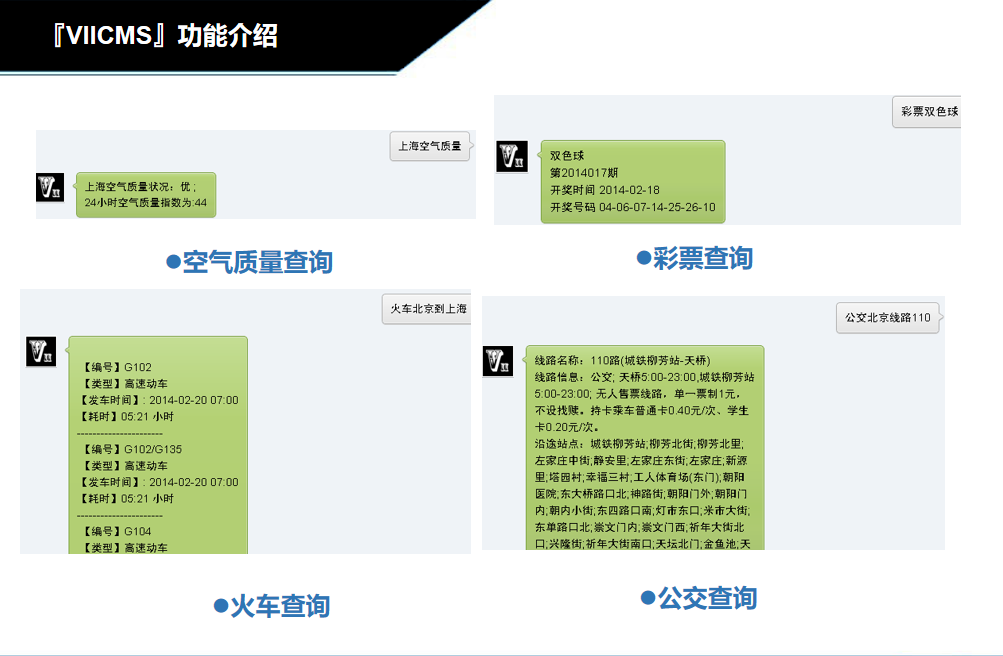 『VIICMS』功能介绍
上海空气质量
上海空气质量状况：优；
24小时空气质量指数为:44
●空气质量查询
彩票双色球
双色球
第2014017期
开奖时间 2014-02-18
开奖号码 04-06-07-14-25-26-10
●彩票查询
火车北京到上海
【编号】G102
【类型】高速动车
【发车时间】: 2014-02-20 07:00
【耗时】05:21 小时
----------------------
【编号】G102/G135
【类型】高速动车
【发车时间】: 2014-02-20 07:00
【耗时】05:21 小时
----------------------
【编号】G104
【类型】高速动车
●火车查询
公交北京线路110
线路名称：110路(城铁柳芳站-天桥)
线路信息：公交; 天桥5:00-23:00,城铁柳芳站
5:00-23:00; 无人售票线路，单一票制1元，
不设找赎。持卡乘车普通卡0.40元/次、学生
卡0.20元/次。
沿途站点：城铁柳芳站;柳芳北街;柳芳北里;
左家庄中街;静安里;左家庄东街;左家庄;新源
里;塔园村;幸福三村;工人体育场(东门);朝阳
医院;东大桥路口北;神路街;朝阳门外;朝阳门
内;朝内小街;东四路口南;灯市东口;米市大街;
东单路口北;崇文门内;崇文门西;祈年大街北
口;兴隆街;祈年大街南口;天坛北门;金鱼池;天
●公交查询